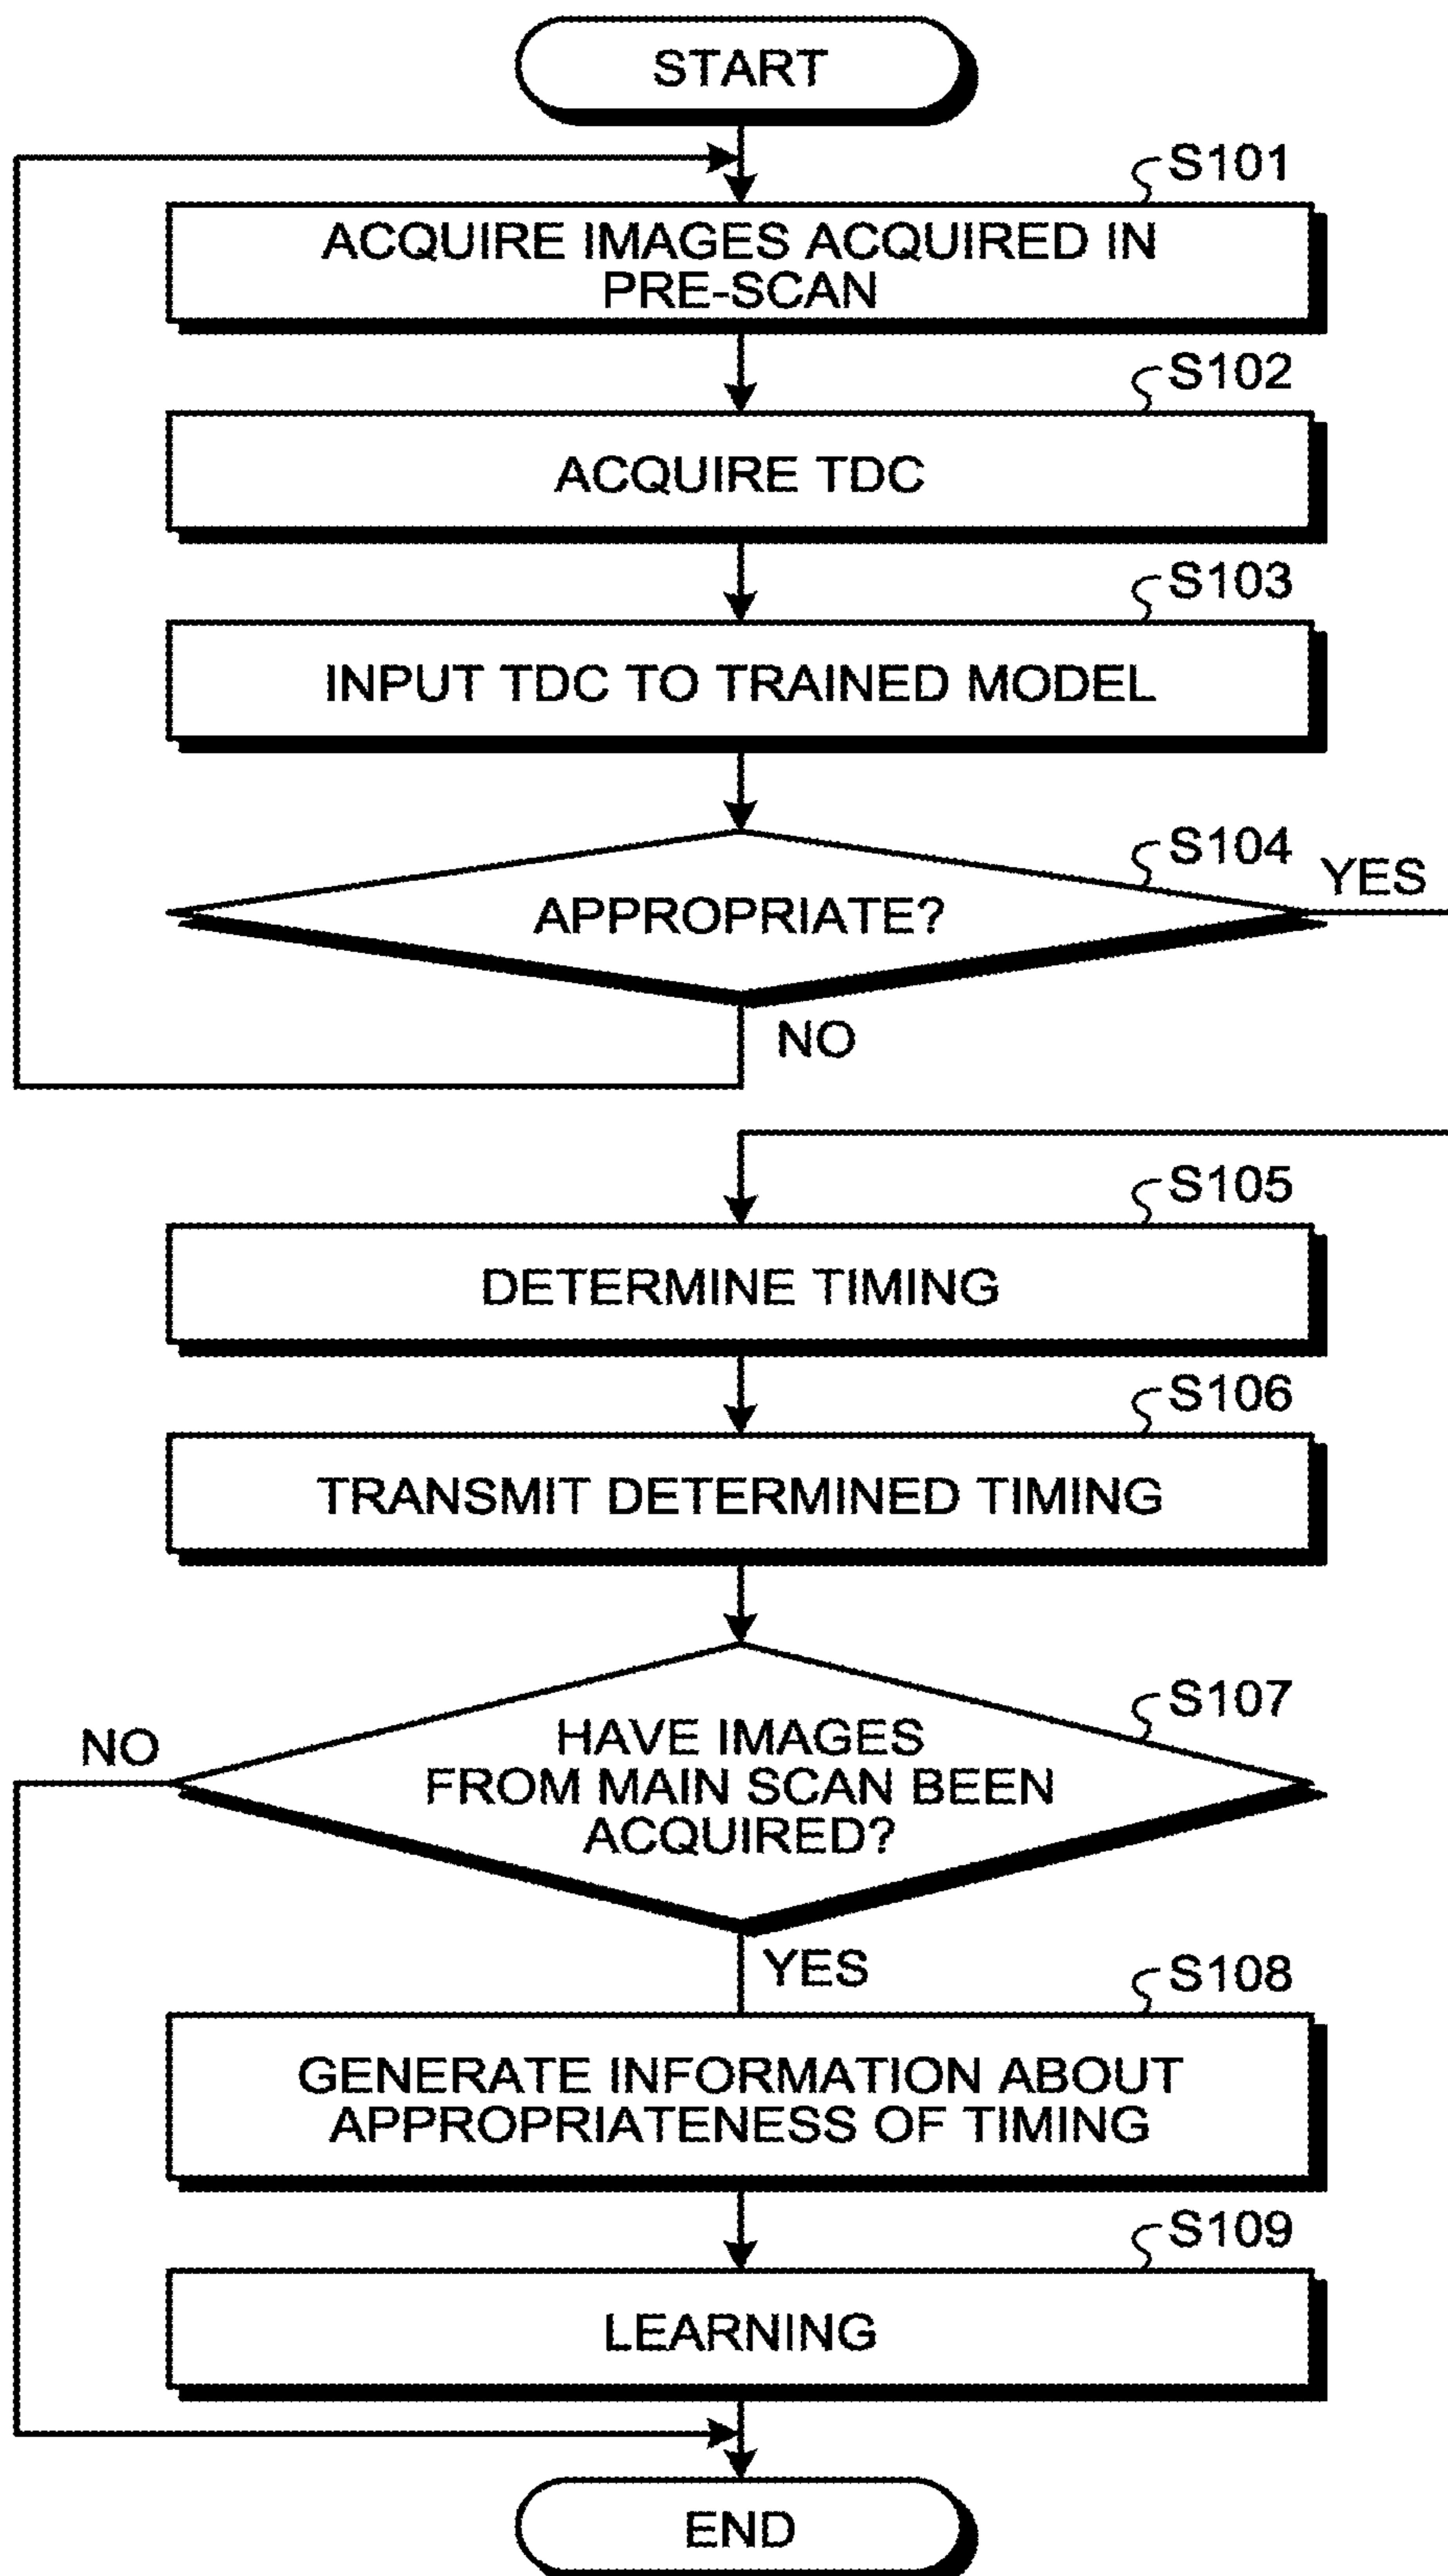 START
S101
ACQUIRE IMAGES ACQUIRED IN
PRE-SCAN
S102
ACQUIRE TDC
S103
INPUT TDC TO TRAINED MODEL
S104
YES
APPROPRIATE?
NO
S105
DETERMINE TIMING
S106
TRANSMIT DETERMINED TIMING
S107
NO
HAVE IMAGES
FROM MAIN SCAN BEEN
ACQUIRED?
YES
S108
GENERATE INFORMATION ABOUT
APPROPRIATENESS OF TIMING
S109
LEARNING
END